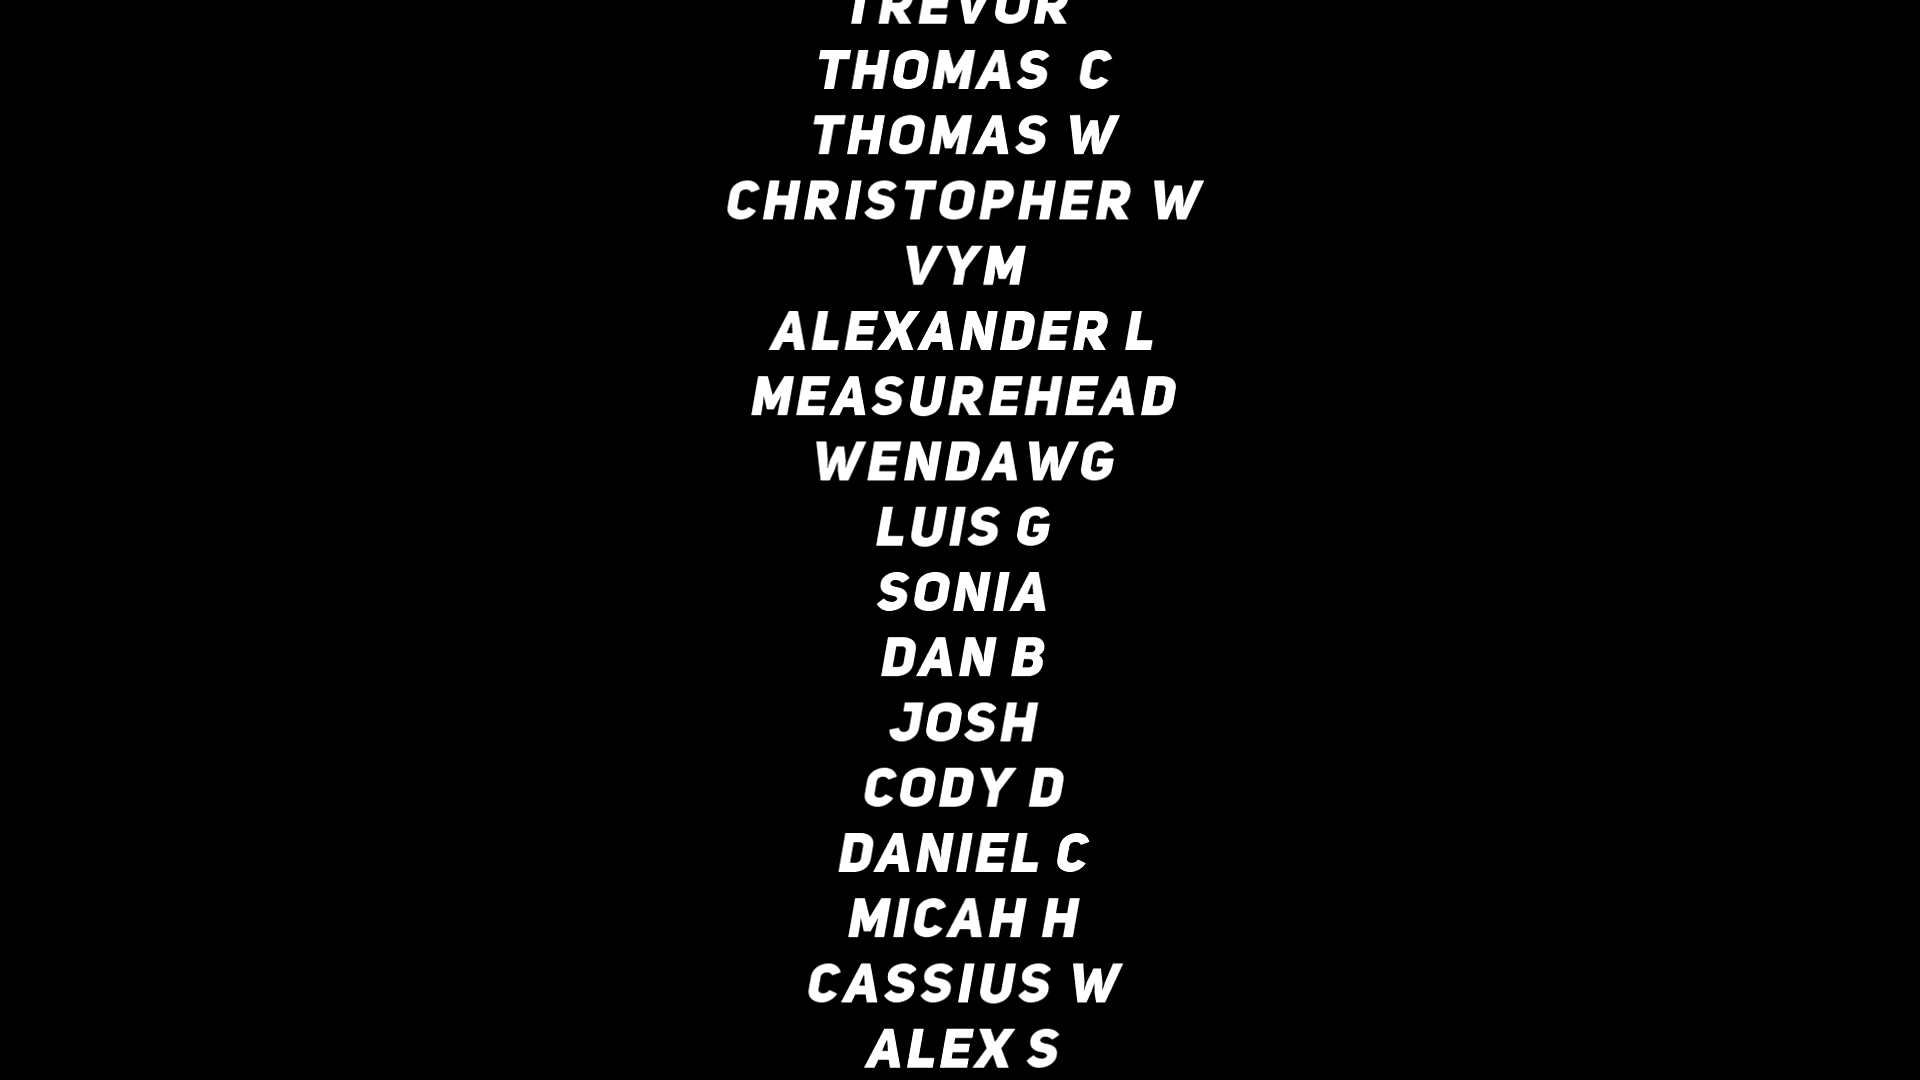 TREVOR
THOMAS C
THOMAS W
CHRISTOPHER W
VYM
ALEXANDER L
MEASUREHEAD
WENDAWG
LUIS G
SONIA
DAN B
JOSH
CODY D
DANIEL C
MICAH H
CASSIUS W
ALEX S